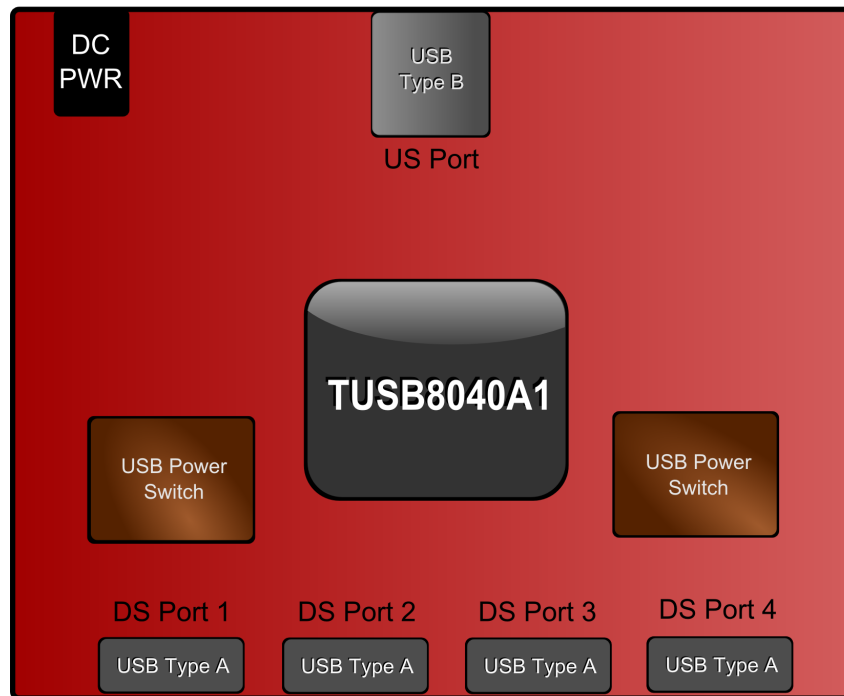 DC
PWR
USB
Type B
US Port
TUSB8040A1
USB Power
Switch
USB Power
Switch
DS Port 1
DS Port 2
DS Port 3
DS Port 4
USB Type A
USB Type A
USB Type A
USB Type A